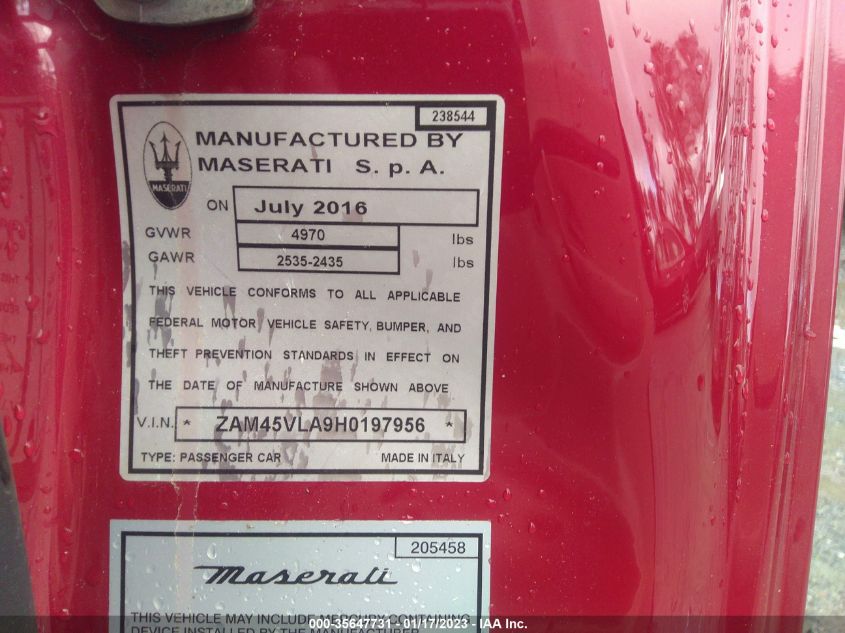 238544
MANUFACTURED BY
MASERATI S. p. A.
MASERATI
ON July 2016
GVWR 4970 lbs
GAWR 2535-2435 lbs
THIS VEHICLE CONFORMS TO ALL APPLICABLE
FEDERAL MOTOR VEHICLE SAFETY, BUMPER, AND
THEFT PREVENTION STANDARDS IN EFFECT ON
THE DATE OF MANUFACTURE SHOWN ABOVE
V.I.N. * ZAM45VLA9H0197956 *
TYPE: PASSENGER CAR MADE IN ITALY
205458
Maserati
THIS VEHICLE MAY INCLUDE MERCURY CONTAINING
DEVICE INSTALLED BY THE MANUFACTURER
000-35647731 - 01/17/2023 - IAA Inc.